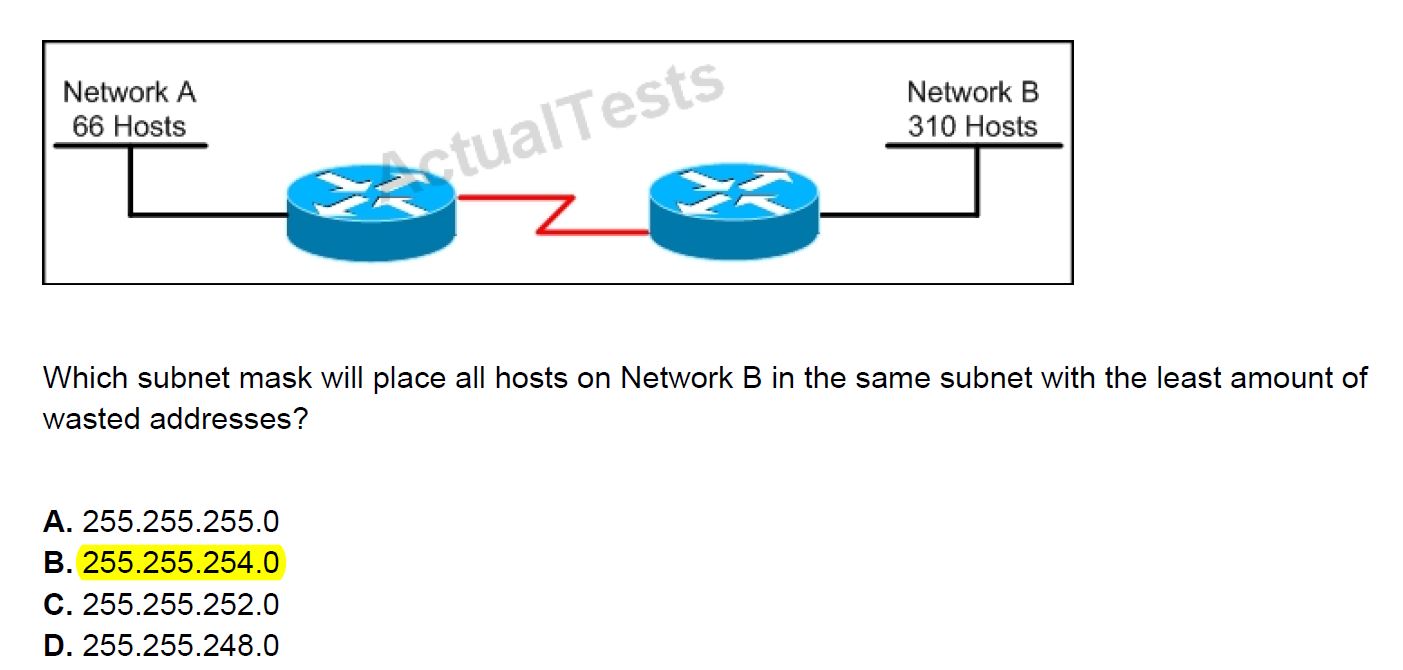 Network A
66 Hosts
ActualTests
Network B
310 Hosts
Which subnet mask will place all hosts on Network B in the same subnet with the least amount of
wasted addresses?
A. 255.255.255.0
B. 255.255.254.0
C. 255.255.252.0
D. 255.255.248.0